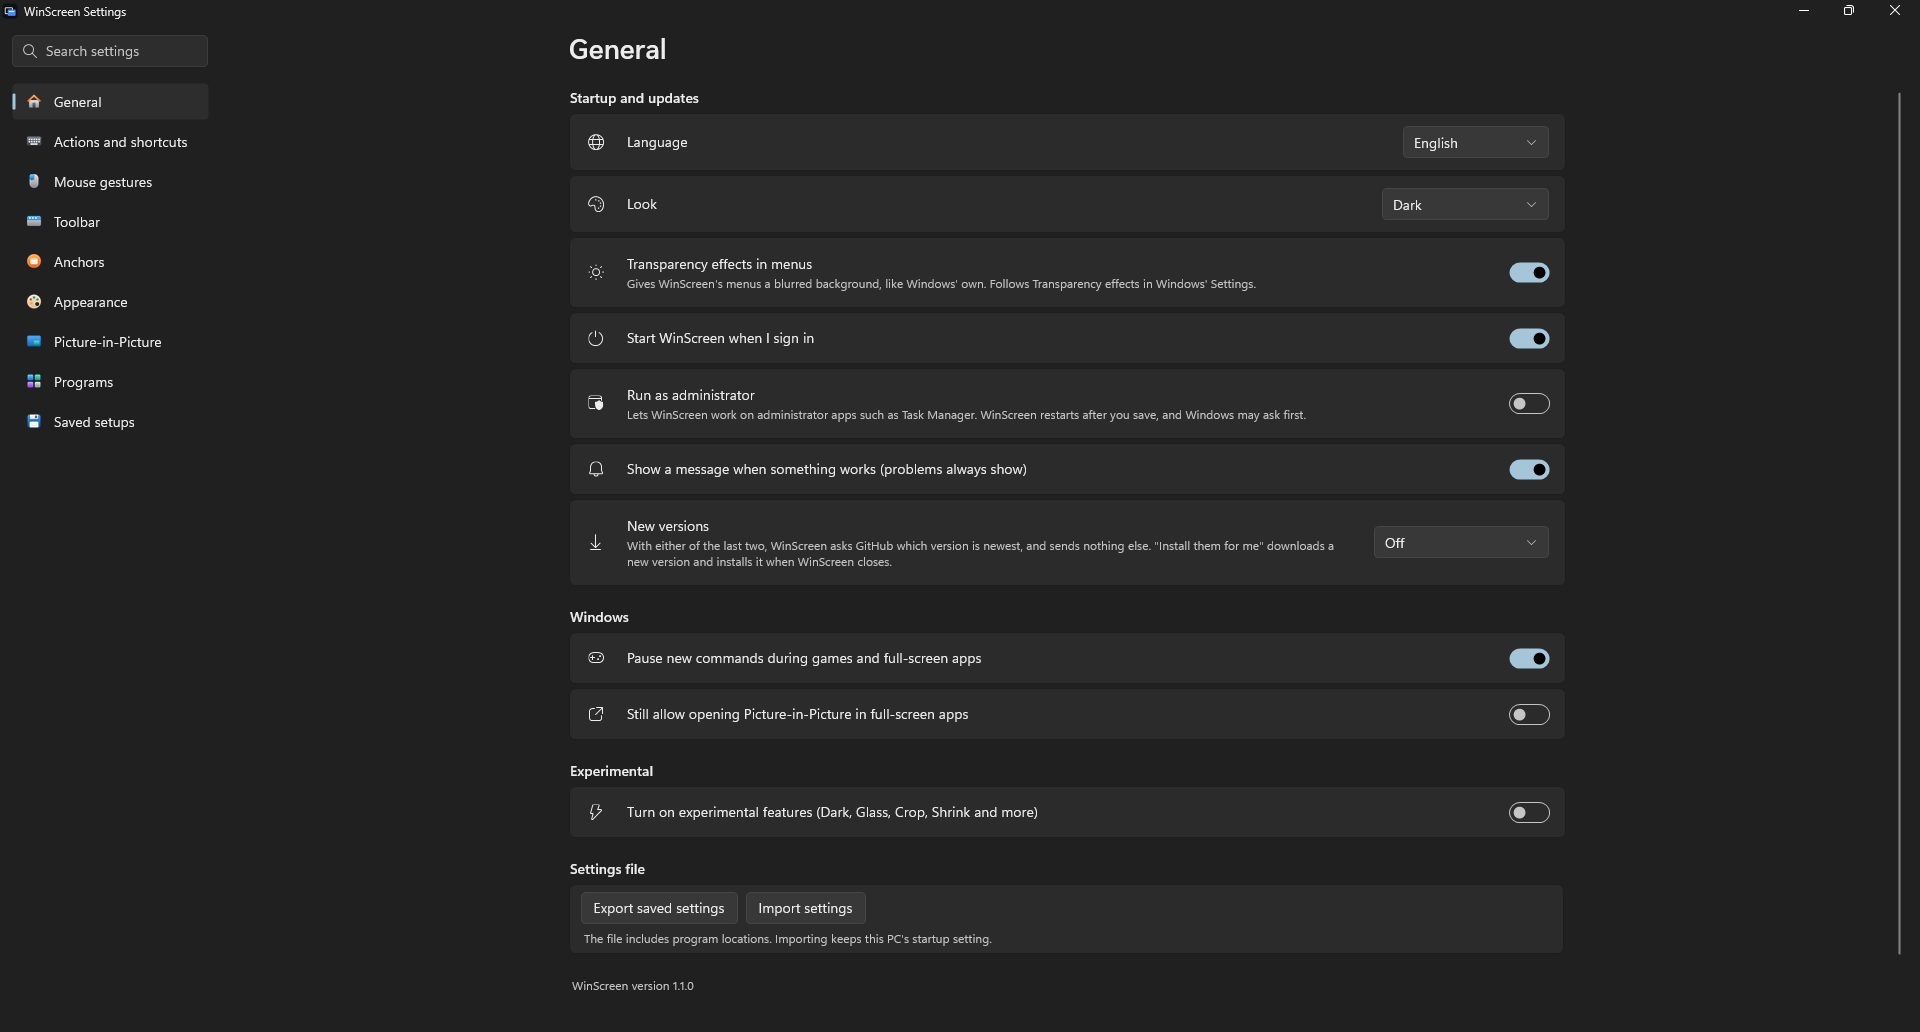 WinScreen Settings
Search settings
General
Actions and shortcuts
Mouse gestures
Toolbar
Anchors
Appearance
Picture-in-Picture
Programs
Saved setups
General
Startup and updates
Language
English
Look
Dark
Transparency effects in menus
Gives WinScreen's menus a blurred background, like Windows' own. Follows Transparency effects in Windows' Settings.
Start WinScreen when I sign in
Run as administrator
Lets WinScreen work on administrator apps such as Task Manager. WinScreen restarts after you save, and Windows may ask first.
Show a message when something works (problems always show)
New versions
With either of the last two, WinScreen asks GitHub which version is newest, and sends nothing else. "Install them for me" downloads a
new version and installs it when WinScreen closes.
Off
Windows
Pause new commands during games and full-screen apps
Still allow opening Picture-in-Picture in full-screen apps
Experimental
Turn on experimental features (Dark, Glass, Crop, Shrink and more)
Settings file
Export saved settings
Import settings
The file includes program locations. Importing keeps this PC's startup setting.
WinScreen version 1.1.0